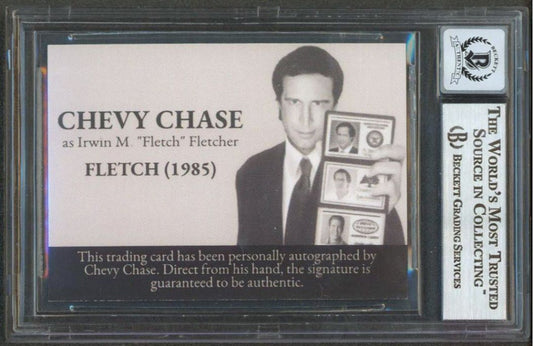 CHEVY CHASE
as Irwin M. "Fletch" Fletcher
FLETCH (1985)
This trading card has been personally autographed by
Chevy Chase. Direct from his hand, the signature is
guaranteed to be authentic.
BECKETT
AUTHENTIC
B
THE WORLD'S MOST TRUSTED
SOURCE IN COLLECTING™
B BECKETT GRADING SERVICES